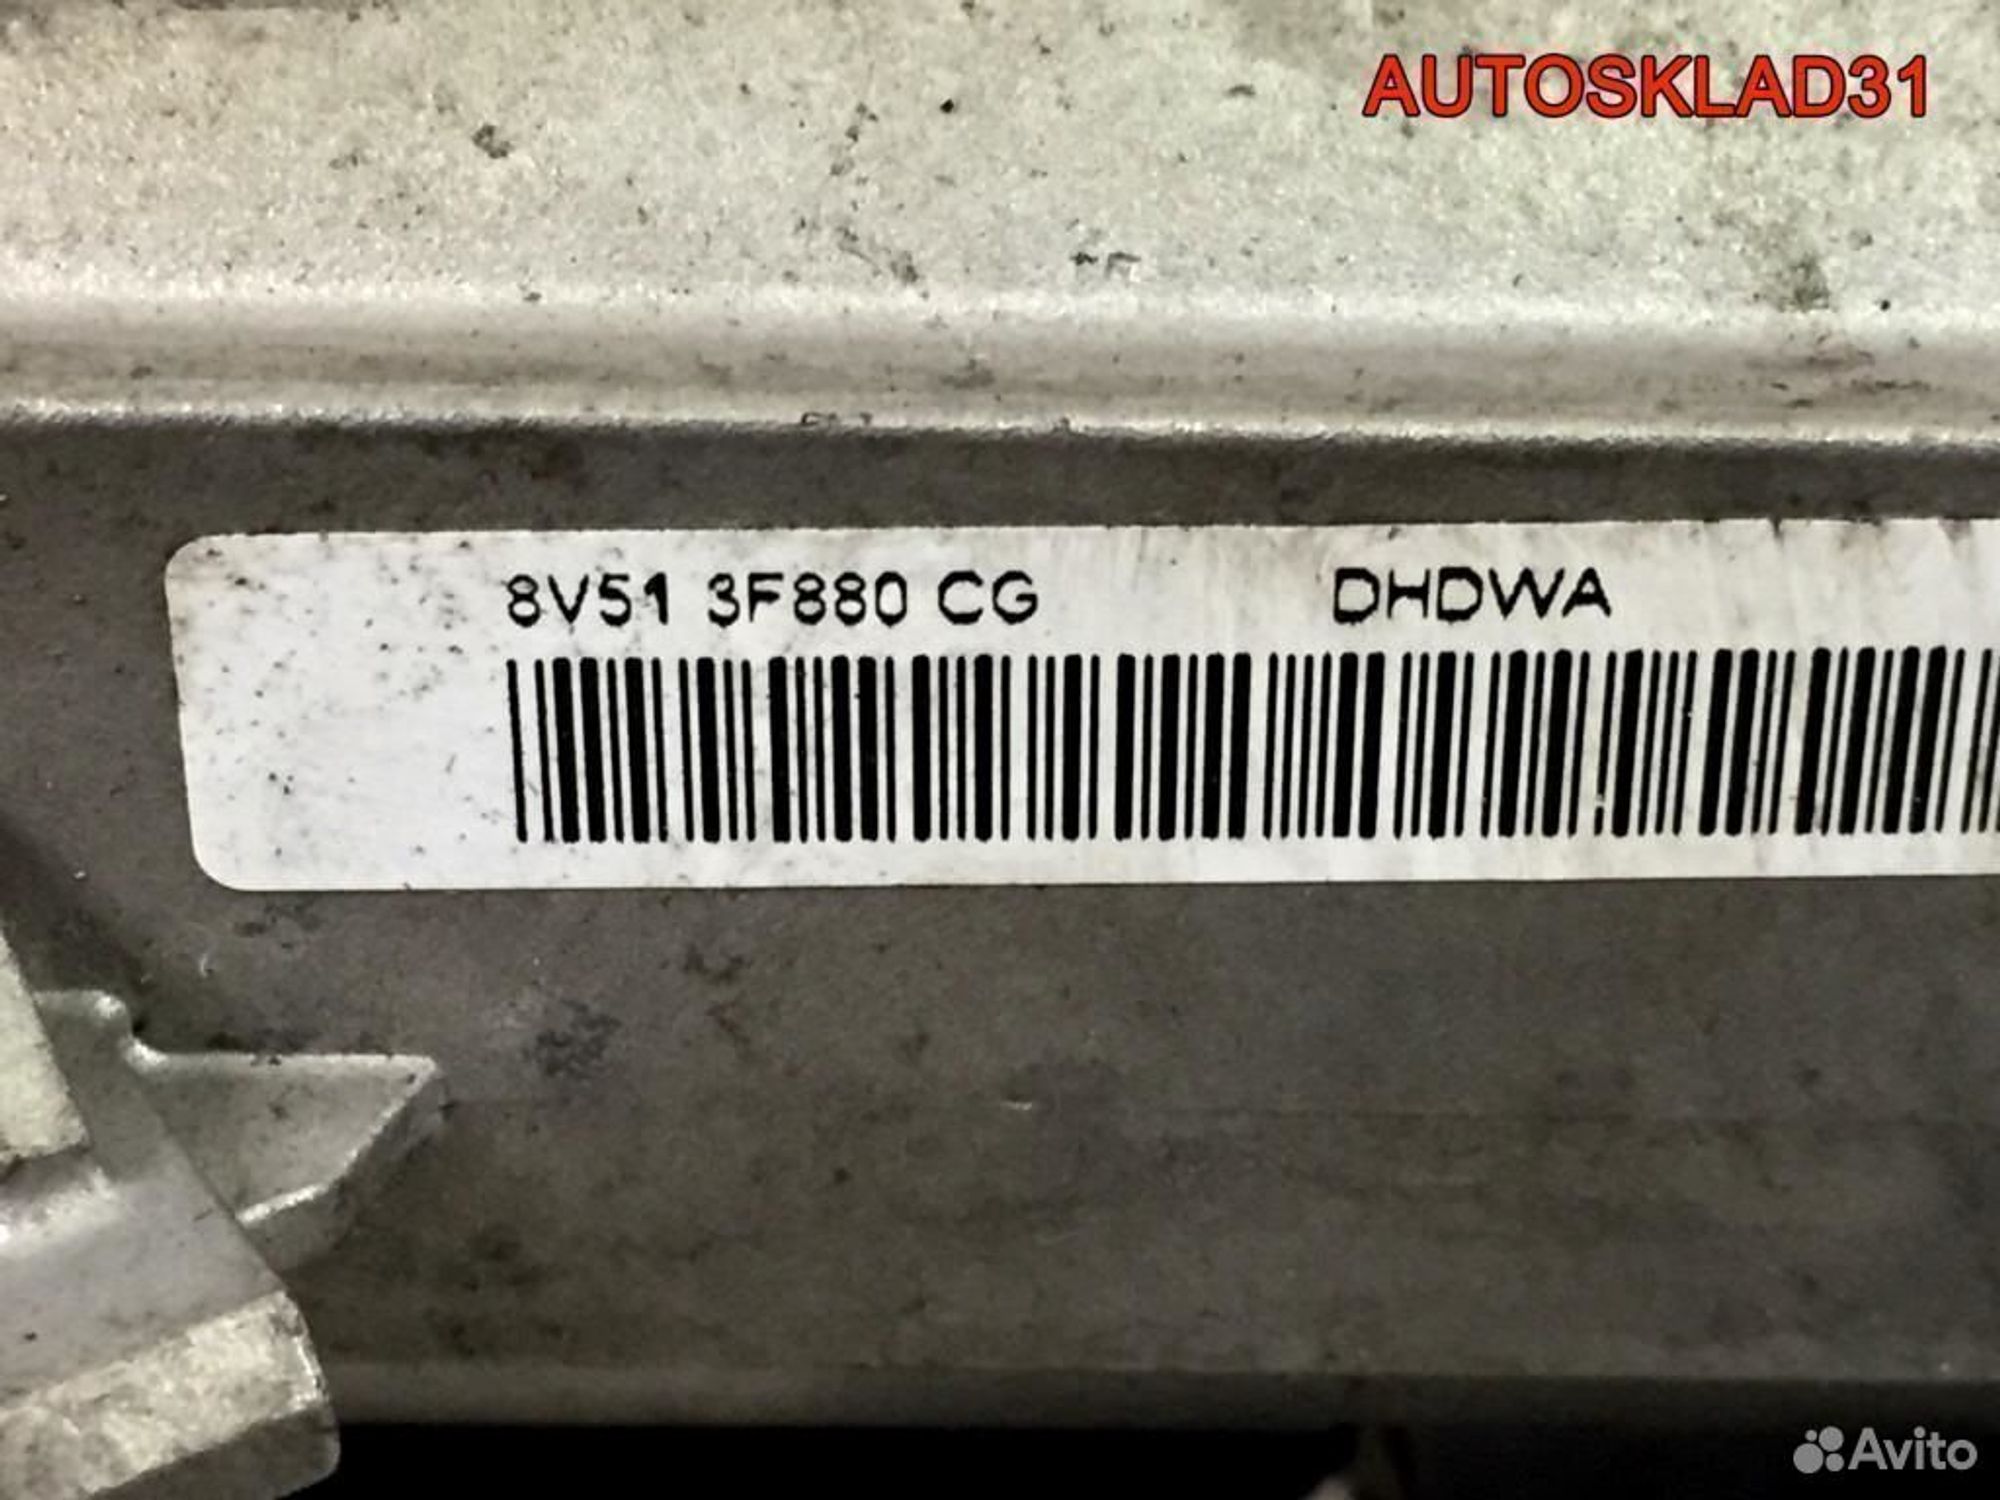 AUTOSKLAD31
8V51 3F880 CG DHDWA
Avito